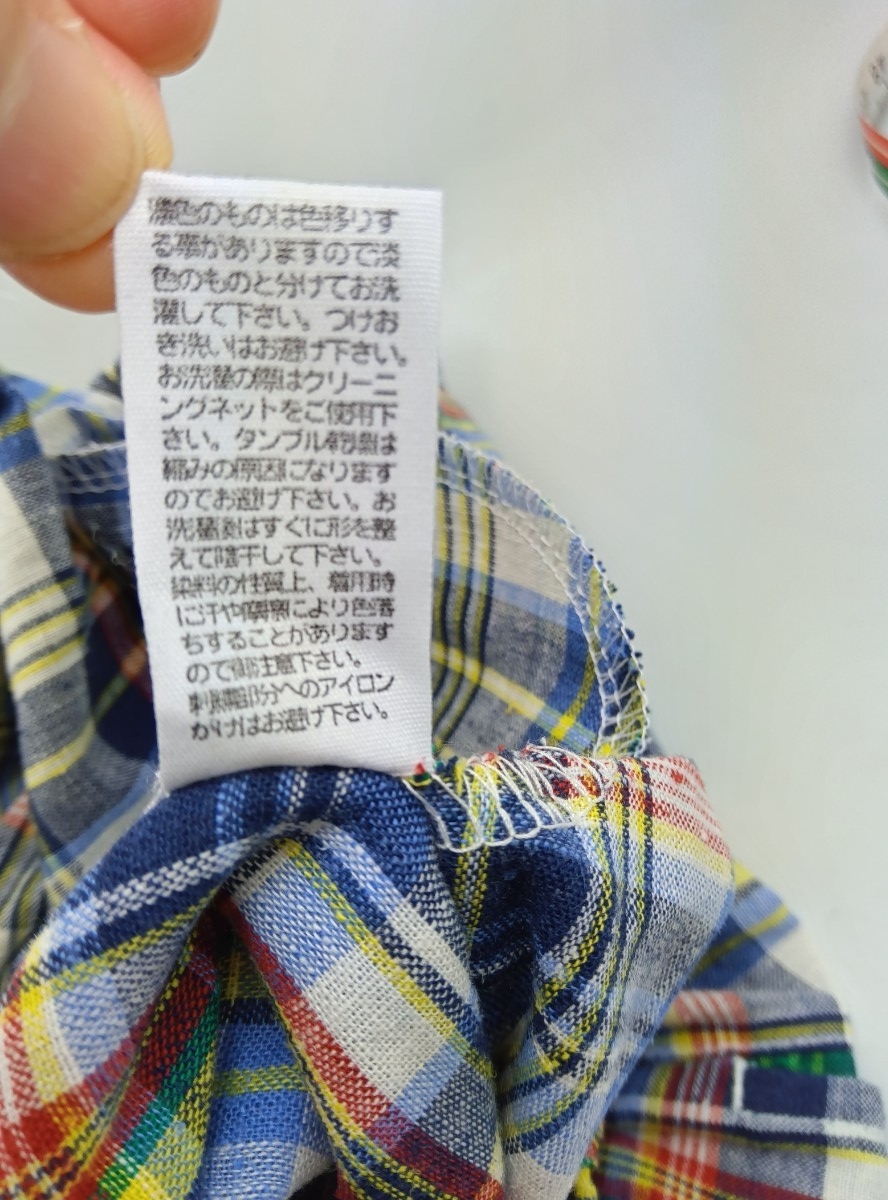 濃色のものは色移りす
る事がありますので淡
色のものと分けてお洗
濯して下さい。つけお
き洗いはお避け下さい。
お洗濯の際はクリーニ
ングネットをご使用下
さい。タンブル乾燥は
縮みの原因になります
のでお避け下さい。お
洗濯後はすぐに形を整
えて陰干して下さい。
染料の性質上、着用時
に汗や摩擦により色落
ちすることがあります
ので御注意下さい。
刺繍部分へのアイロン
がけはお避け下さい。